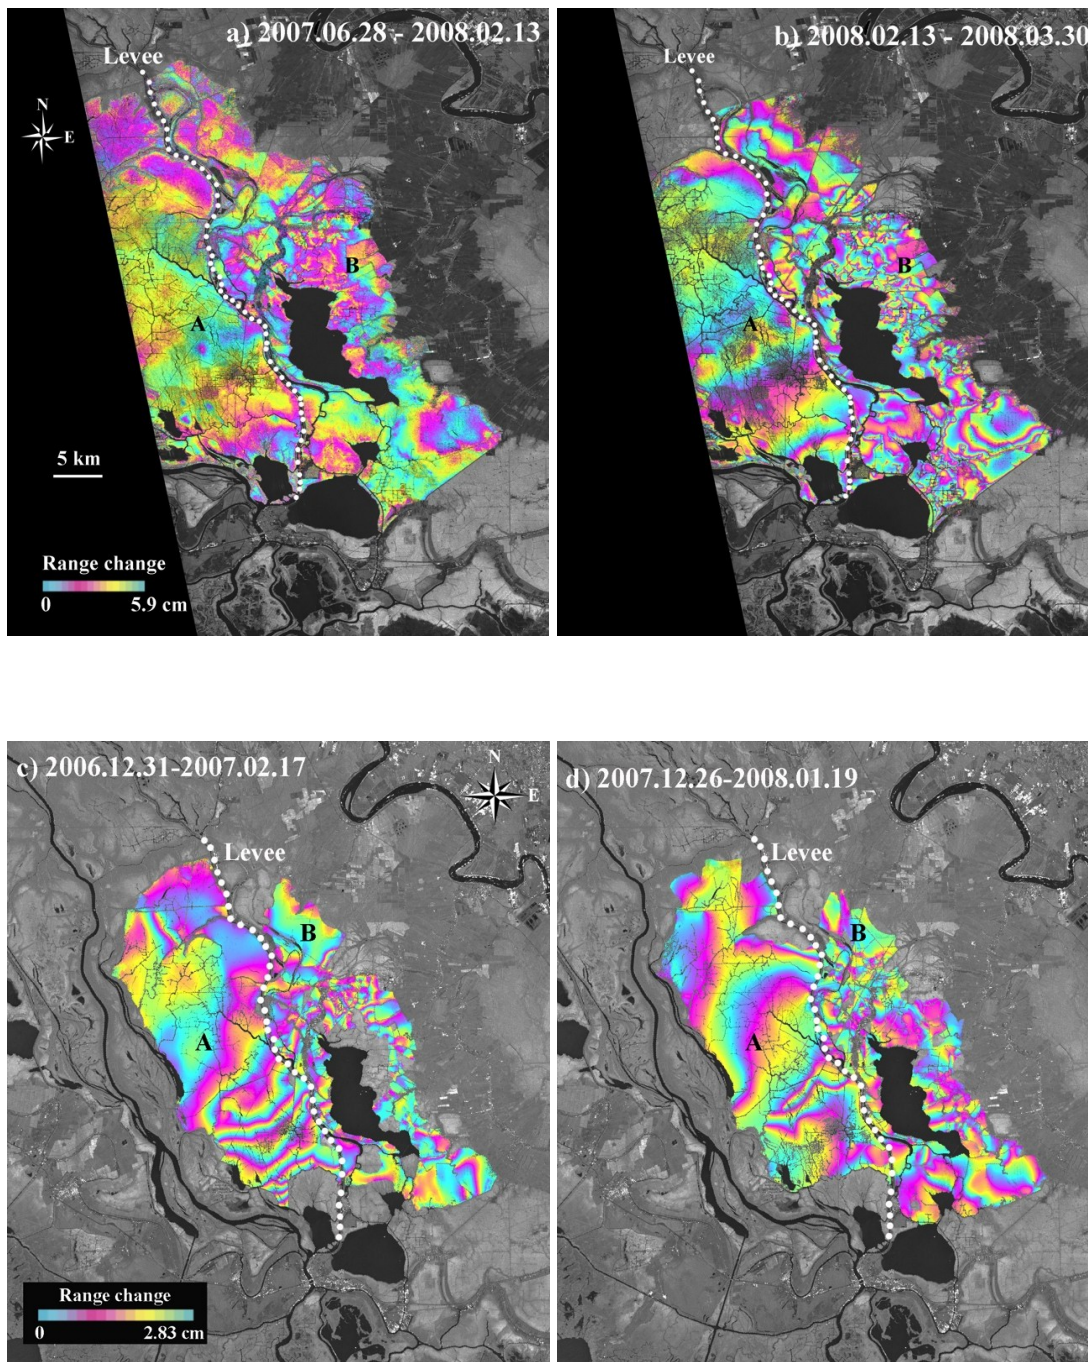 a) 2007.06.28 - 2008.02.13
Levee
N
E
B
A
5 km
Range change
0 5.9 cm
b) 2008.02.13 - 2008.03.30
Levee
B
A
c) 2006.12.31-2007.02.17
N
E
Levee
B
A
Range change
0 2.83 cm
d) 2007.12.26-2008.01.19
Levee
B
A